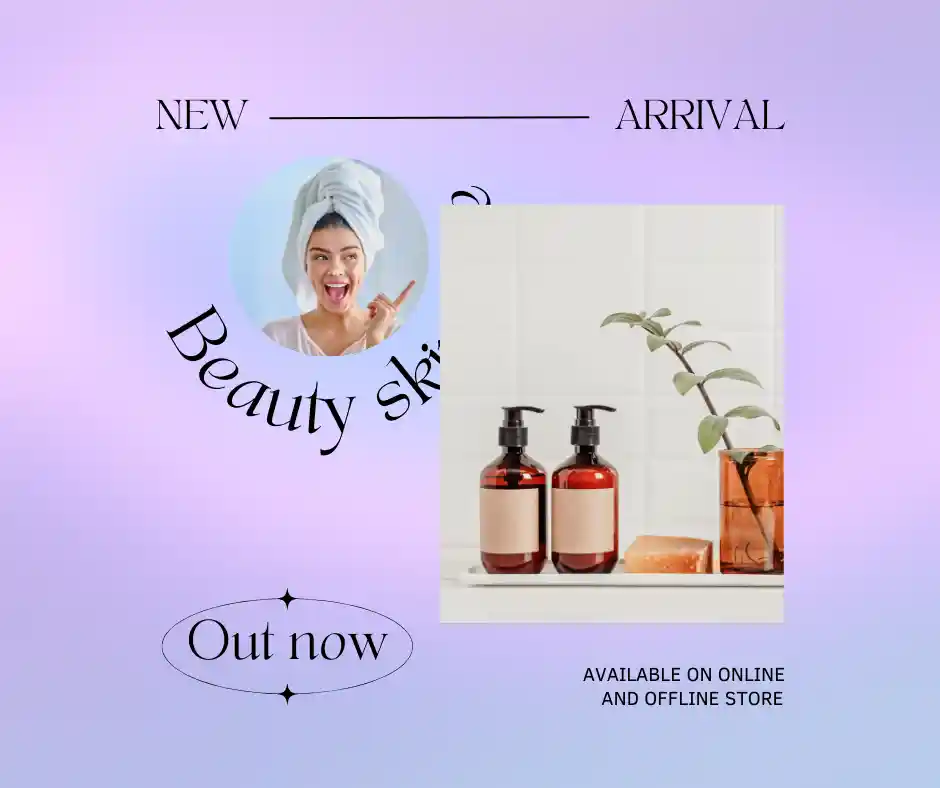 NEW ARRIVAL
Beauty
Out now
AVAILABLE ON ONLINE
AND OFFLINE STORE